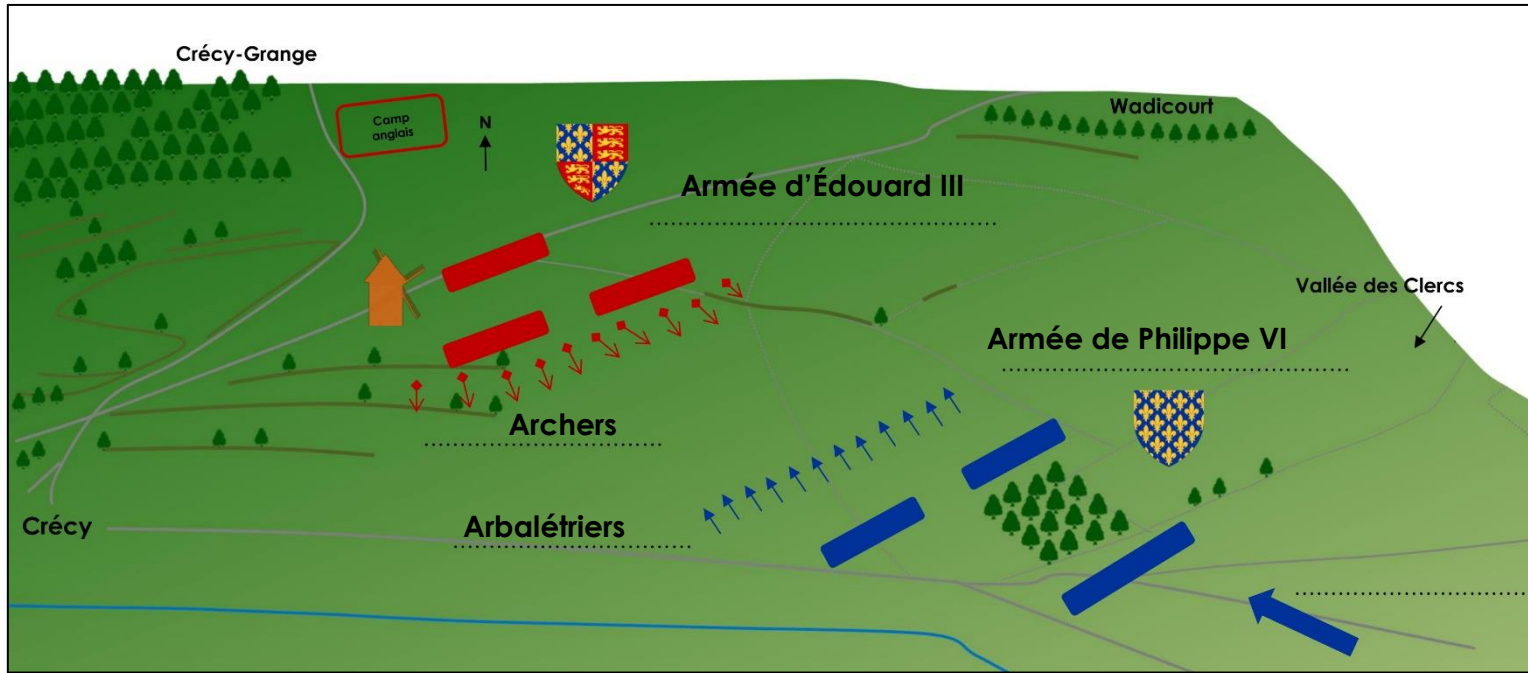 Crécy-Grange
Camp
anglais
N
Wadicourt
Armée d’Édouard III
Vallée des Clercs
Armée de Philippe VI
Archers
Arbalétriers
Crécy